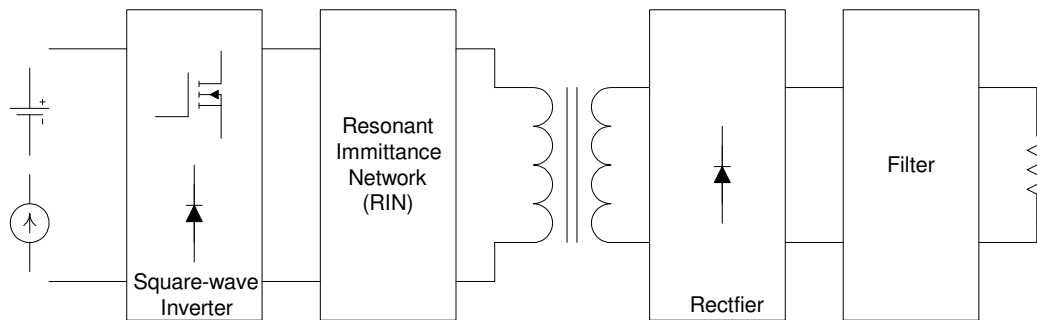 +
-
Square-wave
Inverter
Resonant
Immittance
Network
(RIN)
Rectfier
Filter